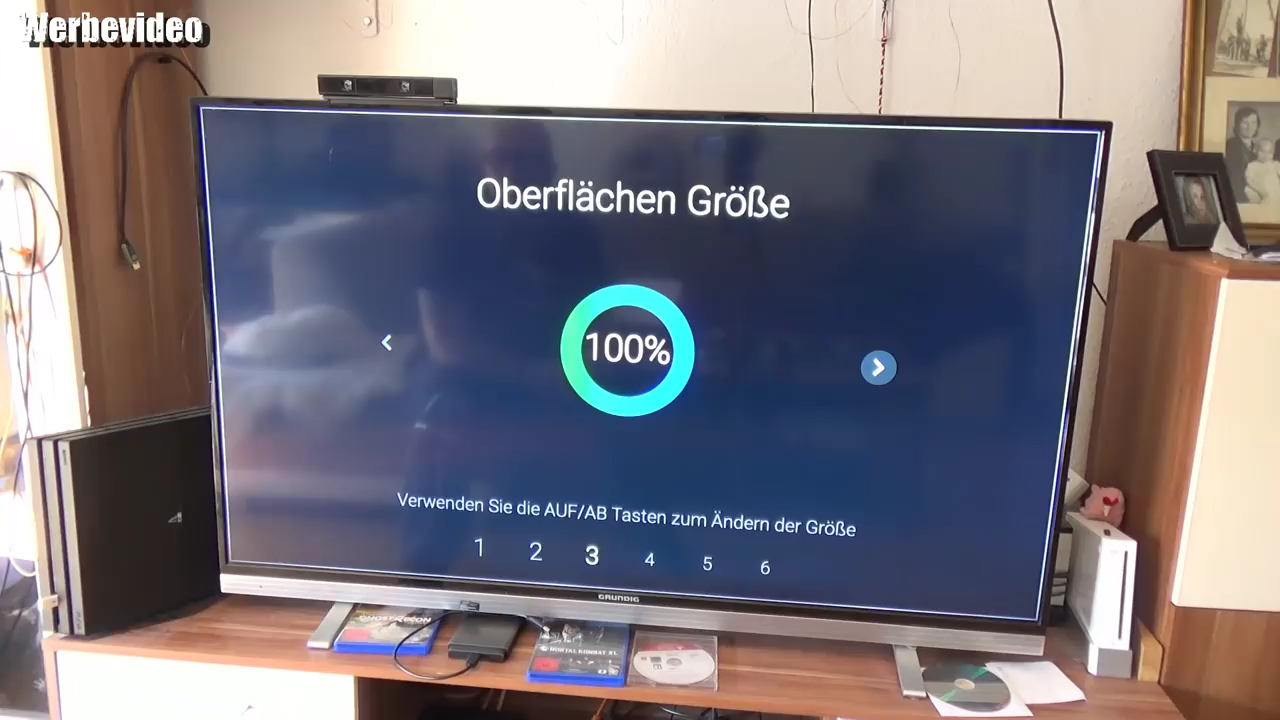 Werbevideo
Oberflächen Größe
100%
Verwenden Sie die AUF/AB Tasten zum Ändern der Größe
1 2 3 4 5 6
GRUNDIG
MORTAL KOMBAT XL